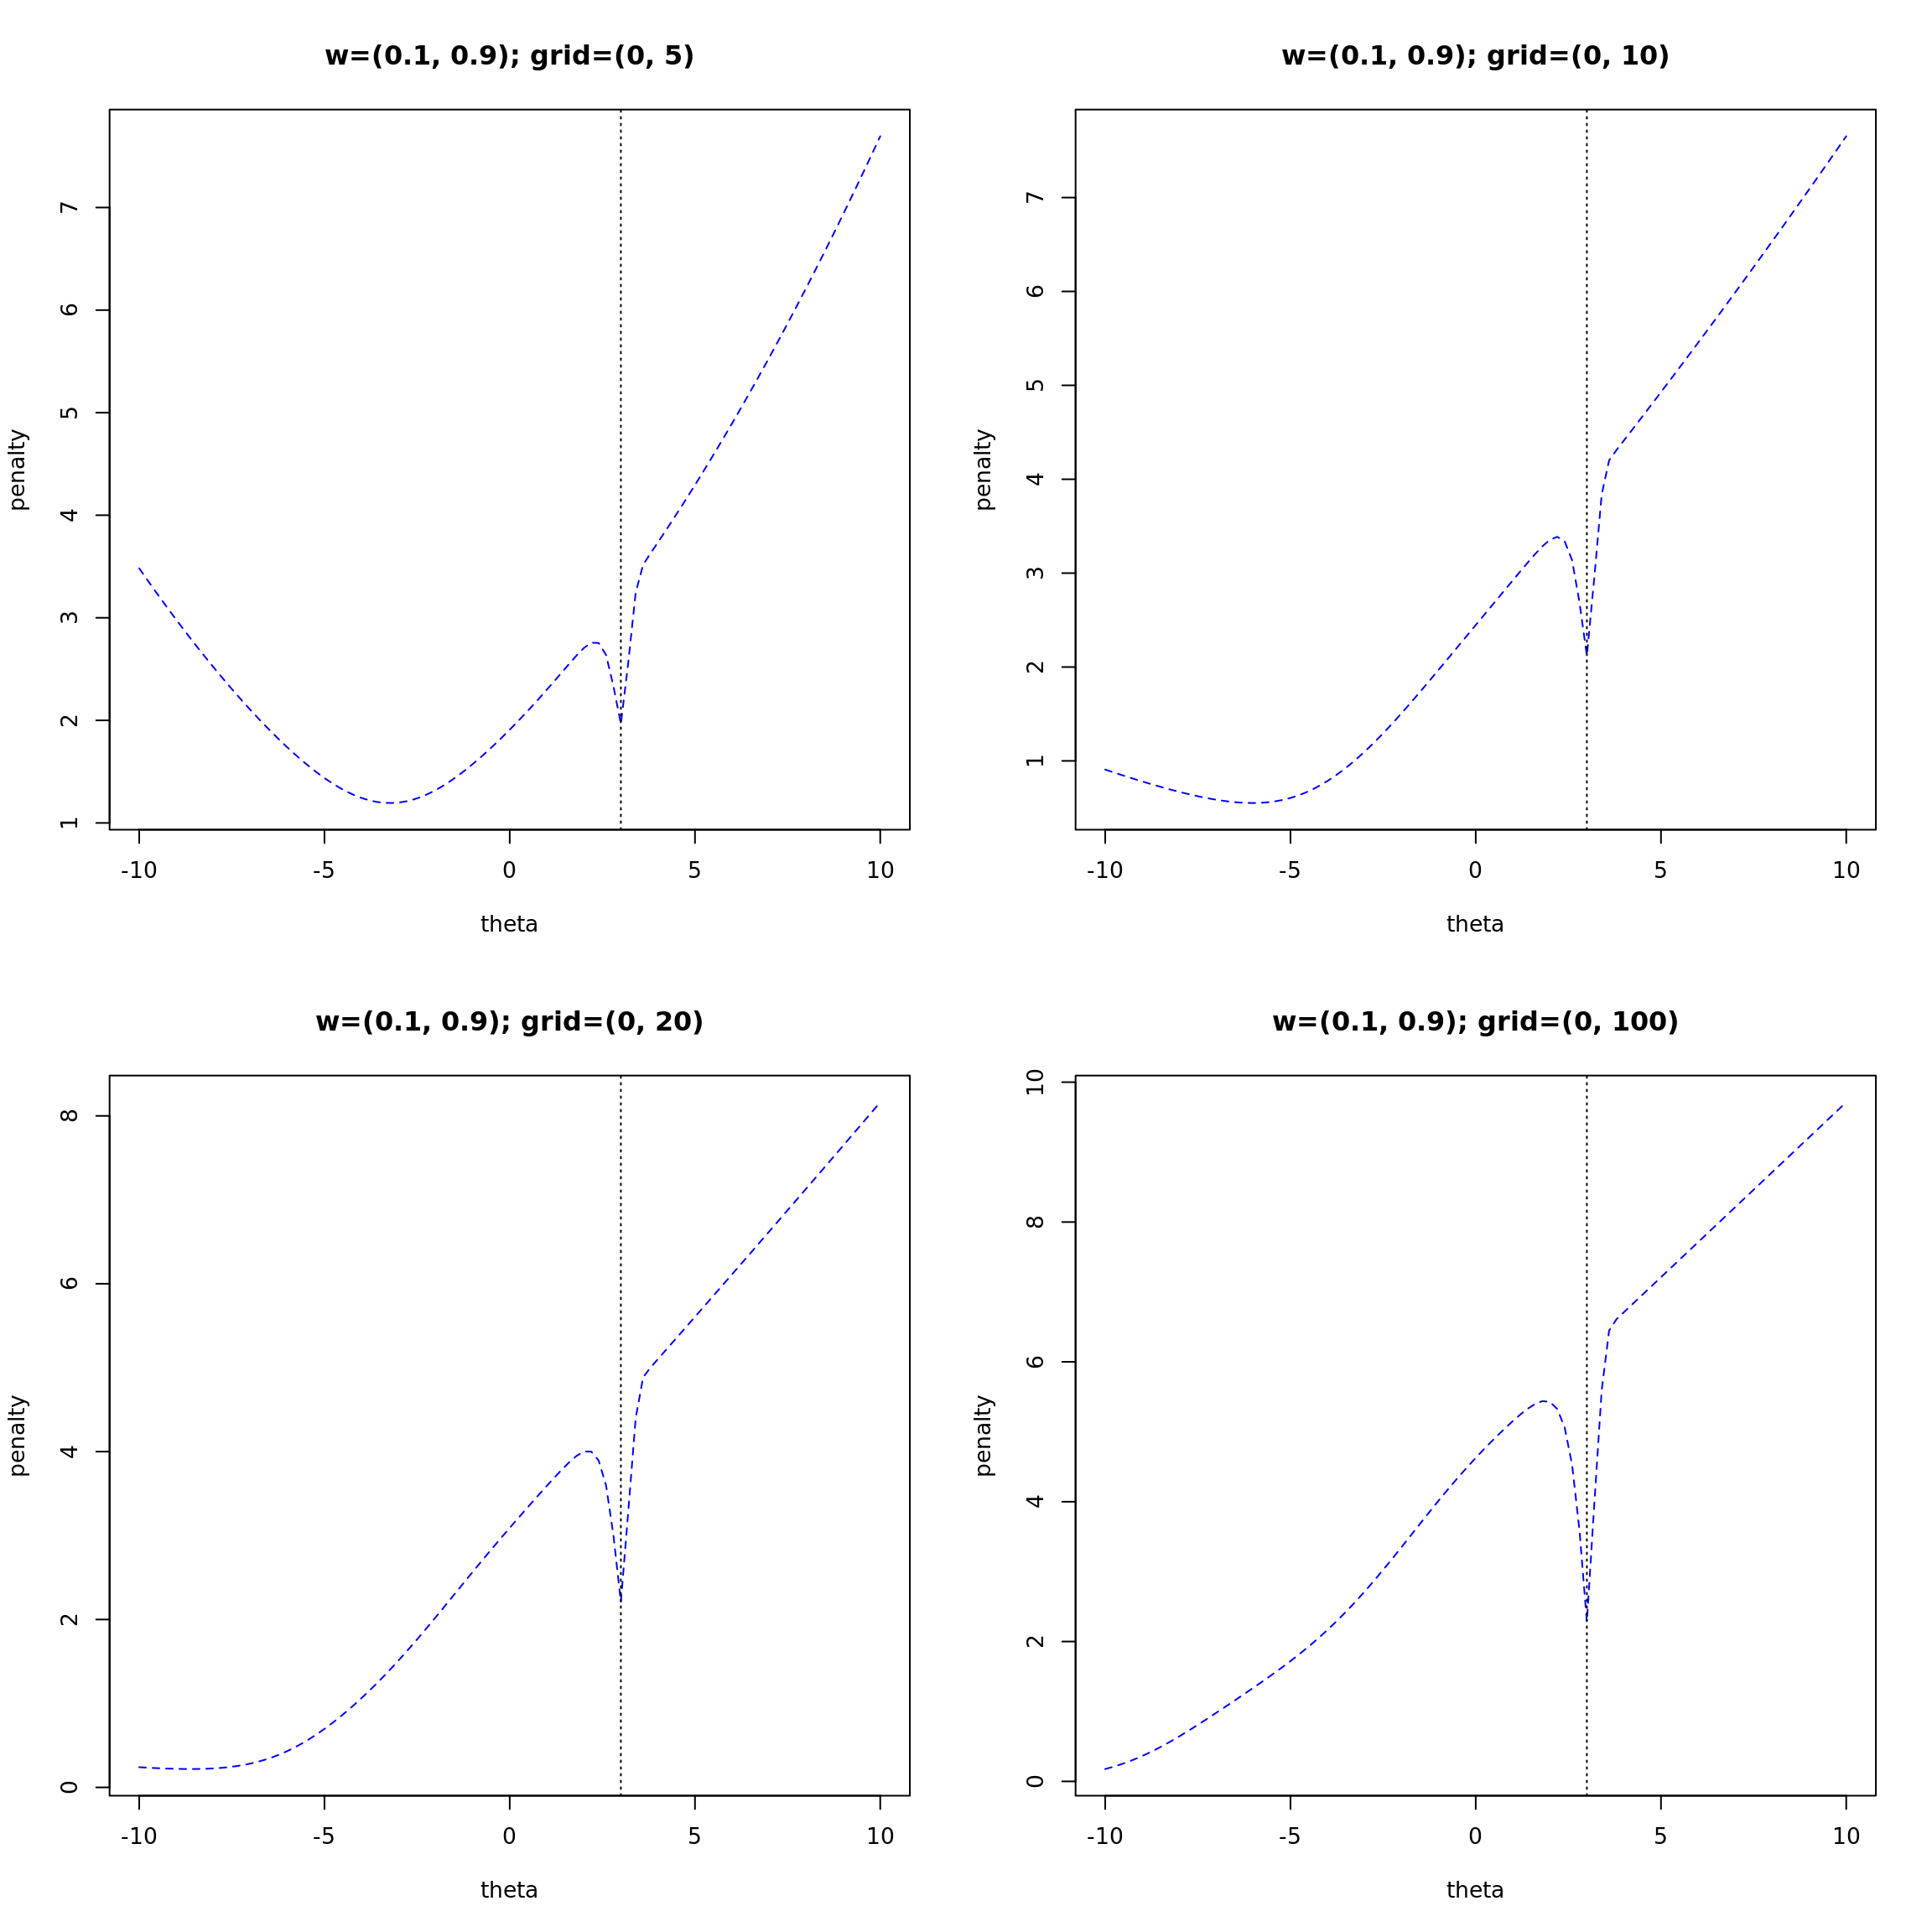 w=(0.1, 0.9); grid=(0, 5)
7
6
5
4
3
2
1
penalty
-10 -5 0 5 10
theta
w=(0.1, 0.9); grid=(0, 10)
7
6
5
4
3
2
1
penalty
-10 -5 0 5 10
theta
w=(0.1, 0.9); grid=(0, 20)
8
6
4
2
0
penalty
-10 -5 0 5 10
theta
w=(0.1, 0.9); grid=(0, 100)
10
8
6
4
2
0
penalty
-10 -5 0 5 10
theta